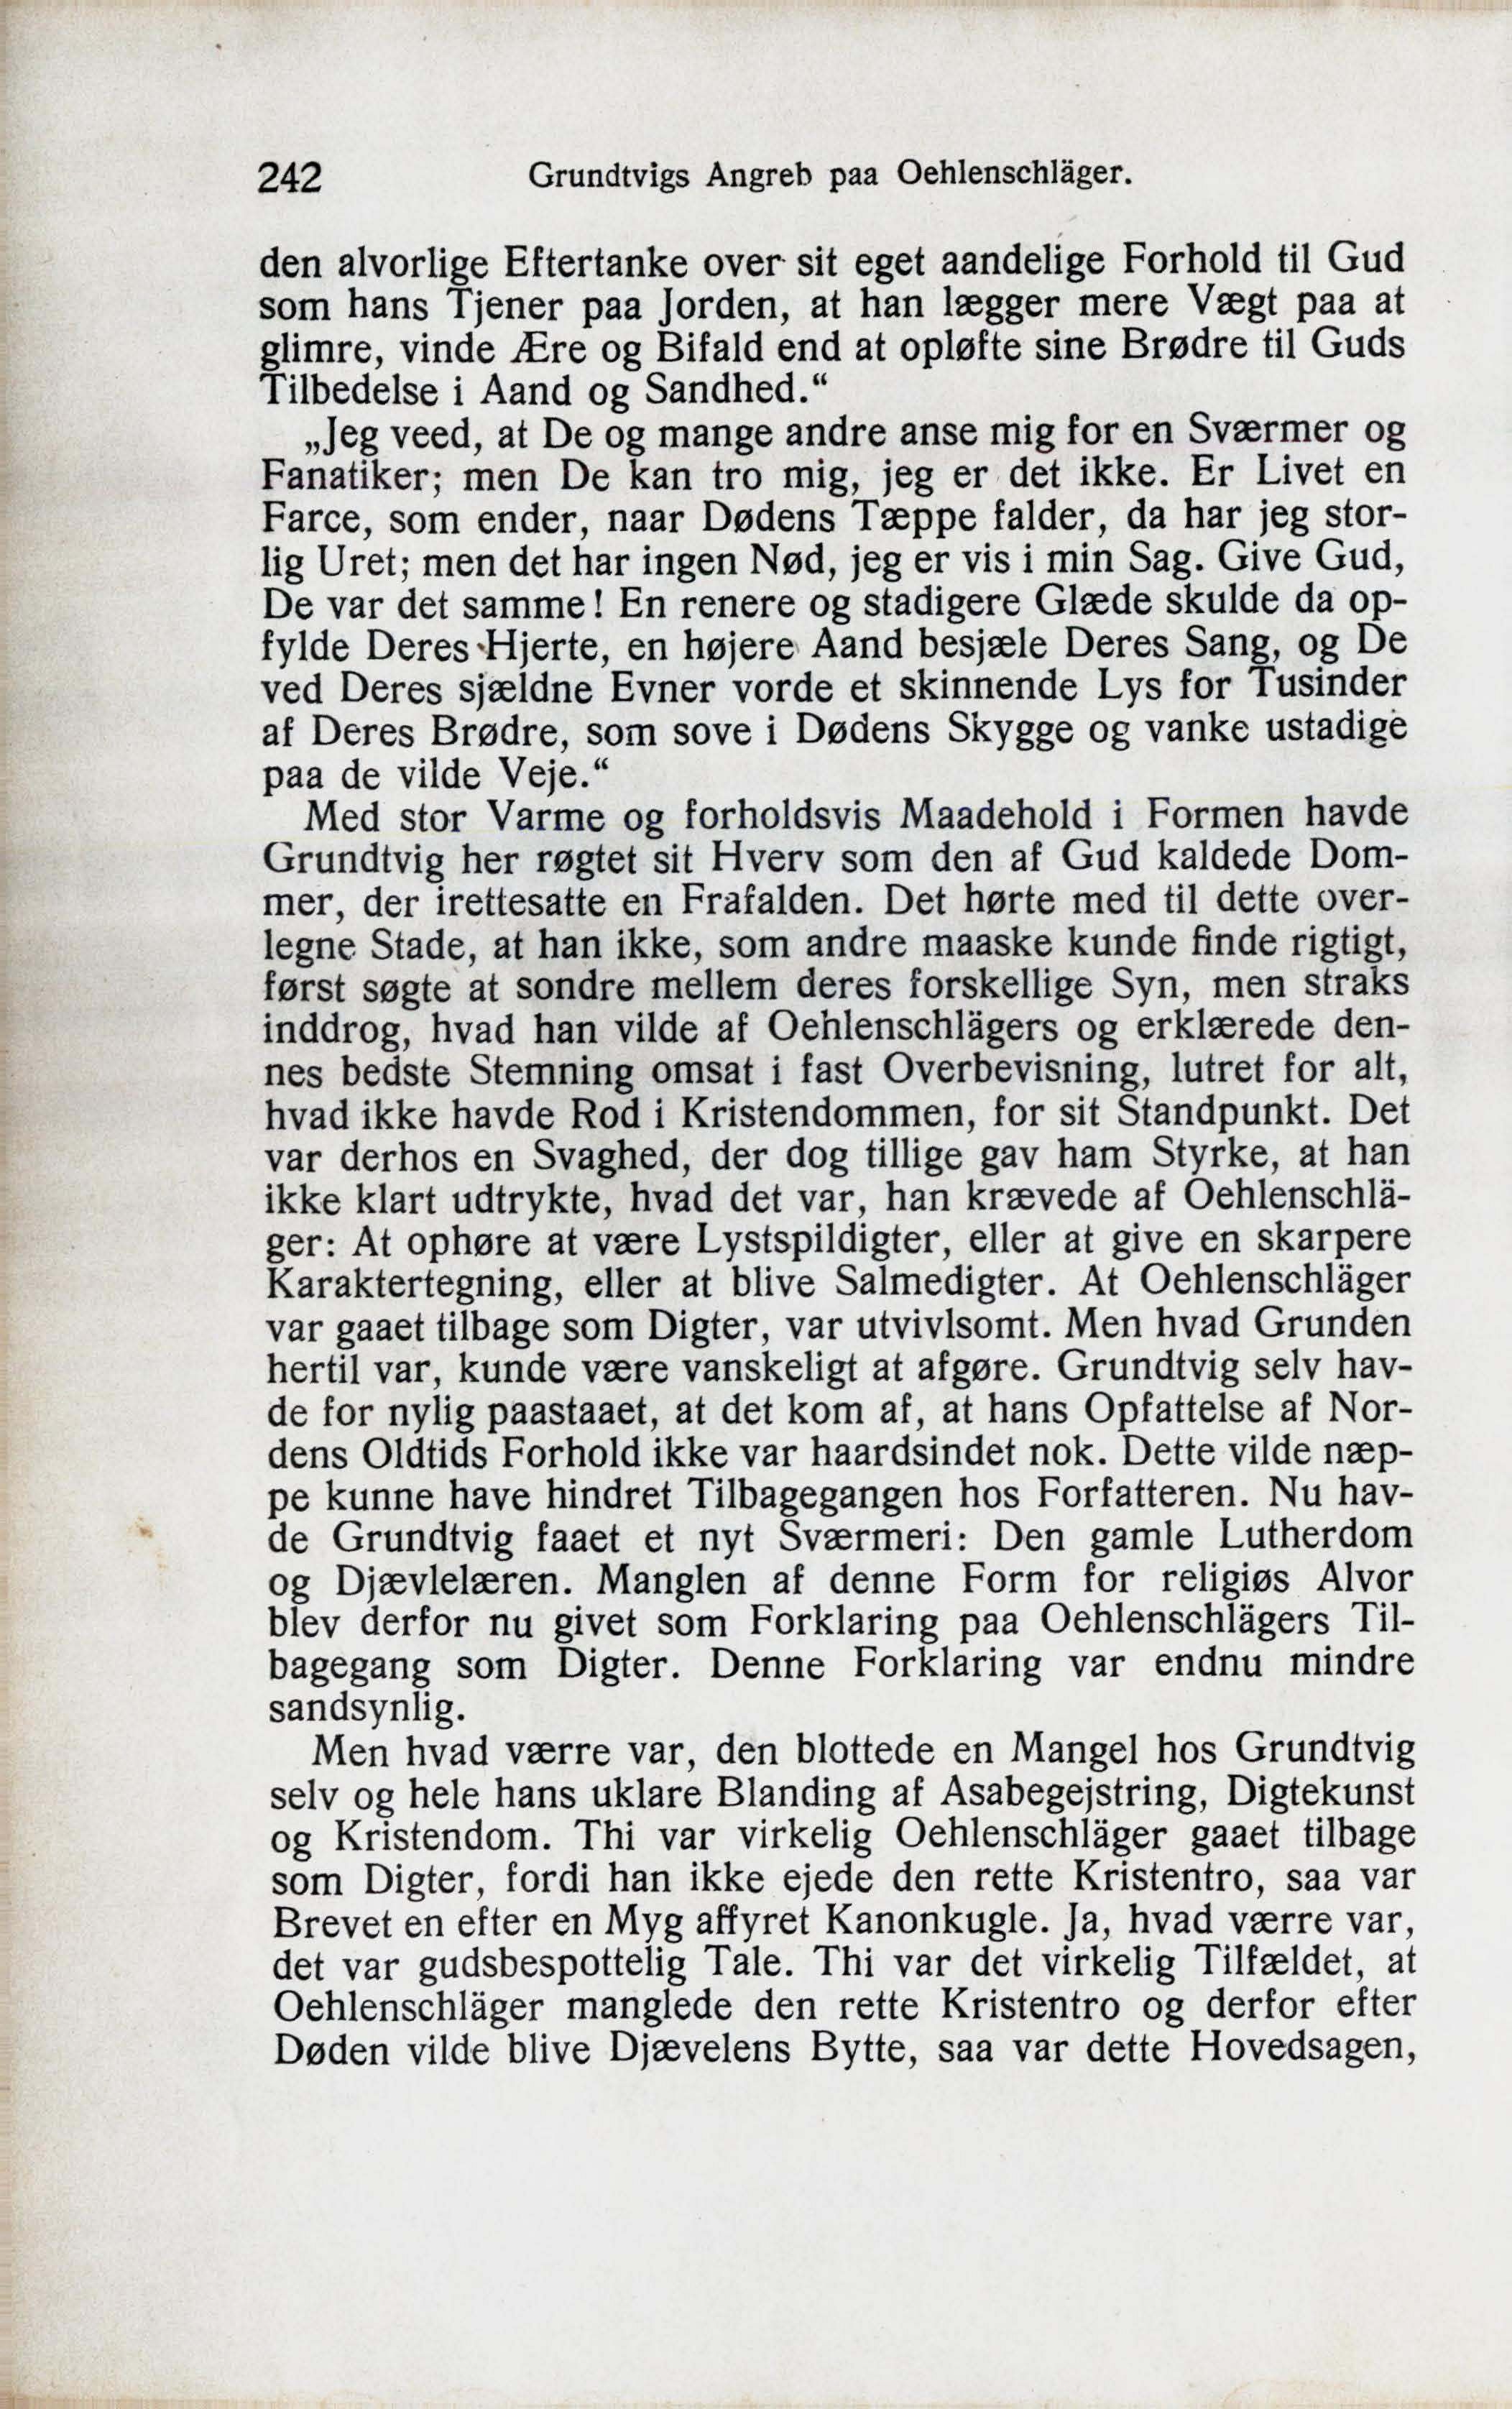 242 Grundtvigs Angreb paa Oehlenschläger.
den alvorlige Eftertanke over sit eget aandelige Forhold til Gud
som hans Tjener paa Jorden, at han lægger mere Vægt paa at
glimre, vinde Ære og Bifald end at opløfte sine Brødre til Guds
Tilbedelse i Aand og Sandhed.“
„Jeg veed, at De og mange andre anse mig for en Sværmer og
Fanatiker; men De kan tro mig, jeg er det ikke. Er Livet en
Farce, som ender, naar Dødens Tæppe falder, da har jeg stor-
lig Uret; men det har ingen Nød, jeg er vis i min Sag. Give Gud,
De var det samme! En renere og stadigere Glæde skulde da op-
fylde Deres Hjerte, en højere Aand besjæle Deres Sang, og De
ved Deres sjældne Evner vorde et skinnende Lys for Tusinder
af Deres Brødre, som sove i Dødens Skygge og vanke ustadige
paa de vilde Veje.“
Med stor Varme og forholdsvis Maadehold i Formen havde
Grundtvig her røgtet sit Hverv som den af Gud kaldede Dom-
mer, der irettesatte en Frafalden. Det hørte med til dette over-
legne Stade, at han ikke, som andre maaske kunde finde rigtigt,
først søgte at sondre mellem deres forskellige Syn, men straks
inddrog, hvad han vilde af Oehlenschlägers og erklærede den-
nes bedste Stemning omsat i fast Overbevisning, lutret for alt,
hvad ikke havde Rod i Kristendommen, for sit Standpunkt. Det
var derhos en Svaghed, der dog tillige gav ham Styrke, at han
ikke klart udtrykte, hvad det var, han krævede af Oehlenschlä-
ger: At ophøre at være Lystspildigter, eller at give en skarpere
Karaktertegning, eller at blive Salmedigter. At Oehlenschläger
var gaaet tilbage som Digter, var utvivlsomt. Men hvad Grunden
hertil var, kunde være vanskeligt at afgøre. Grundtvig selv hav-
de for nylig paastaaet, at det kom af, at hans Opfattelse af Nor-
dens Oldtids Forhold ikke var haardsindet nok. Dette vilde næp-
pe kunne have hindret Tilbagegangen hos Forfatteren. Nu hav-
de Grundtvig faaet et nyt Sværmeri: Den gamle Lutherdom
og Djævlelæren. Manglen af denne Form for religiøs Alvor
blev derfor nu givet som Forklaring paa Oehlenschlägers Til-
bagegang som Digter. Denne Forklaring var endnu mindre
sandsynlig.
Men hvad værre var, den blottede en Mangel hos Grundtvig
selv og hele hans uklare Blanding af Asabegejstring, Digtekunst
og Kristendom. Thi var virkelig Oehlenschläger gaaet tilbage
som Digter, fordi han ikke ejede den rette Kristentro, saa var
Brevet en efter en Myg affyret Kanonkugle. Ja, hvad værre var,
det var gudsbespottelig Tale. Thi var det virkelig Tilfældet, at
Oehlenschläger manglede den rette Kristentro og derfor efter
Døden vilde blive Djævelens Bytte, saa var dette Hovedsagen,